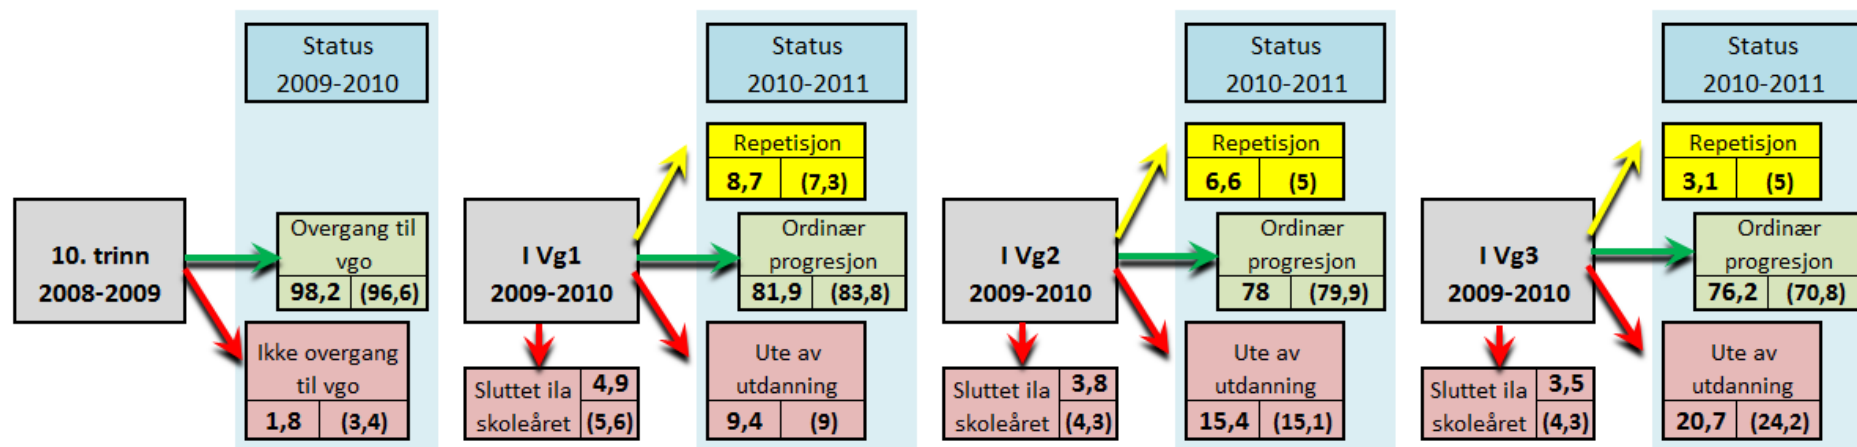 Status
2009-2010
10. trinn
2008-2009
Overgang til
vgo
98,2 (96,6)
Ikke overgang
til vgo
1,8 (3,4)
Status
2010-2011
Repetisjon
8,7 (7,3)
I Vg1
2009-2010
Ordinær
progresjon
81,9 (83,8)
Sluttet ila 4,9
skoleåret (5,6)
Ute av
utdanning
9,4 (9)
Status
2010-2011
Repetisjon
6,6 (5)
I Vg2
2009-2010
Ordinær
progresjon
78 (79,9)
Sluttet ila 3,8
skoleåret (4,3)
Ute av
utdanning
15,4 (15,1)
Status
2010-2011
Repetisjon
3,1 (5)
I Vg3
2009-2010
Ordinær
progresjon
76,2 (70,8)
Sluttet ila 3,5
skoleåret (4,3)
Ute av
utdanning
20,7 (24,2)